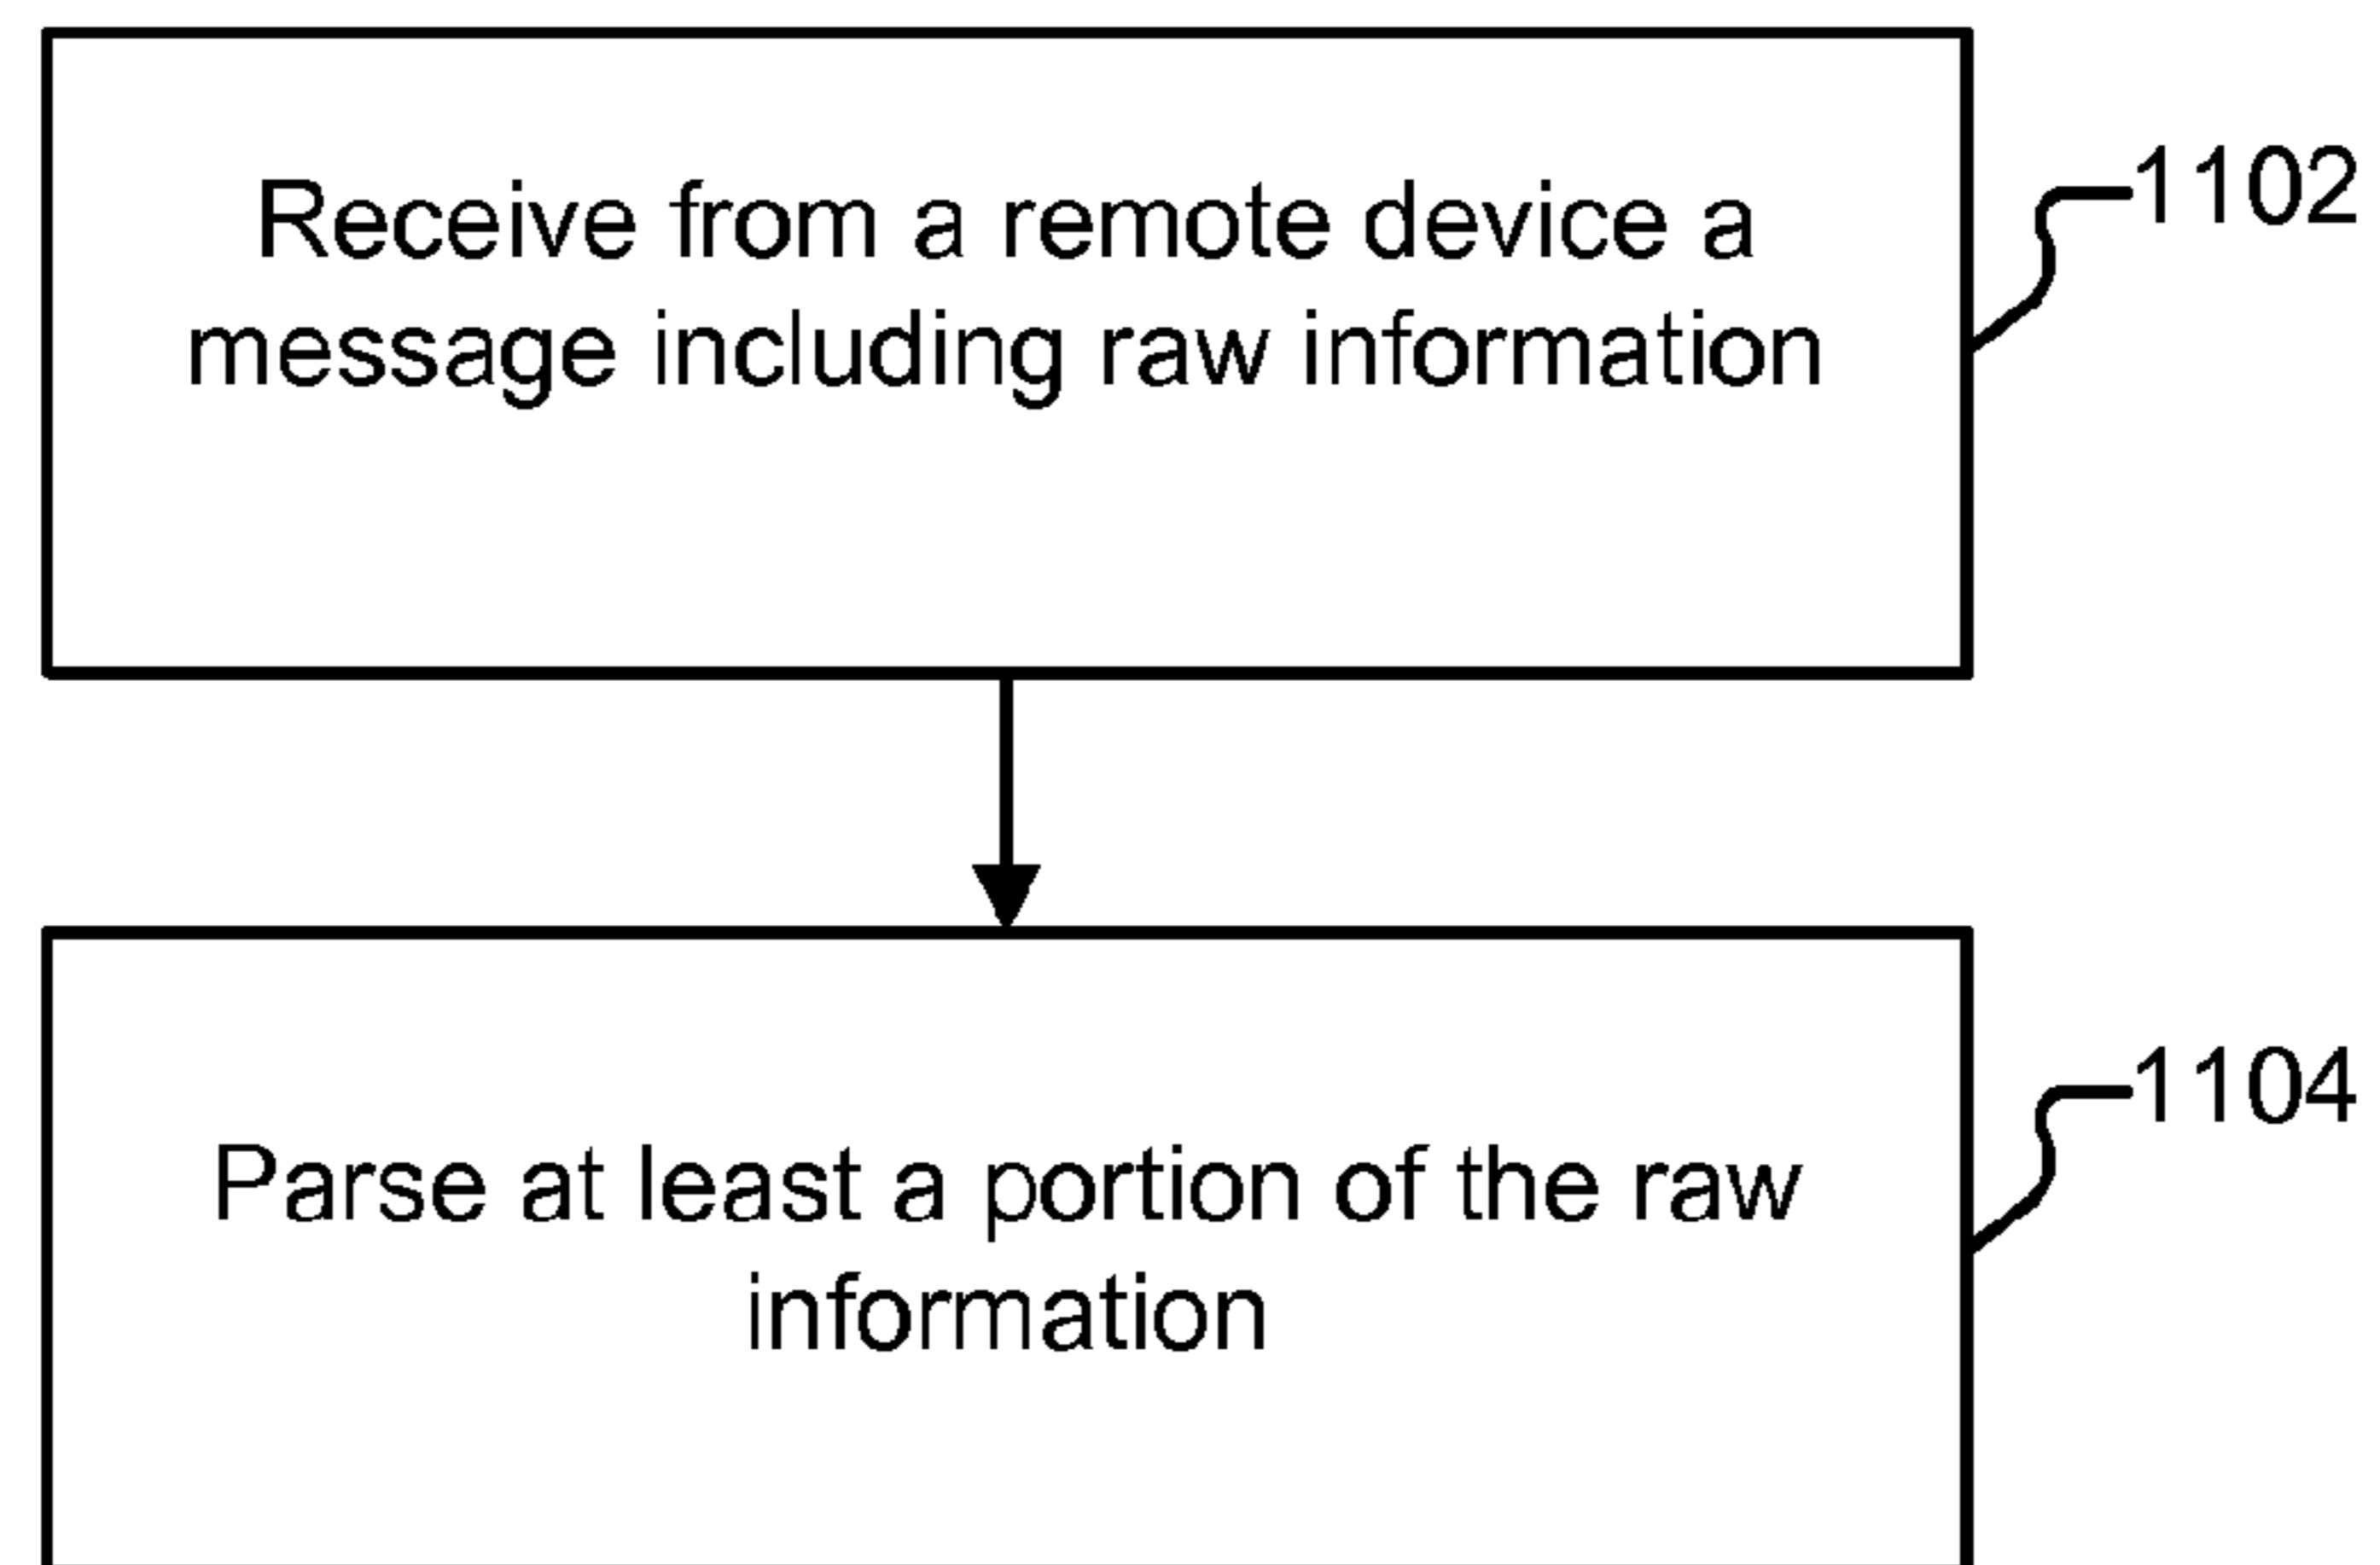 Receive from a remote device a
message including raw information
1102
Parse at least a portion of the raw
information
1104